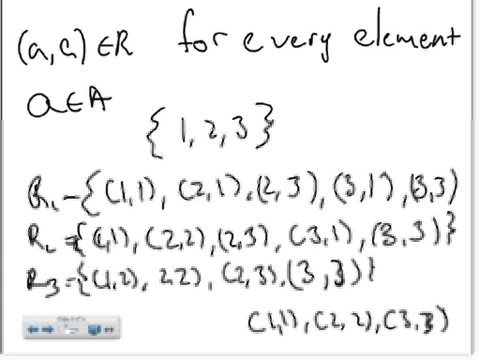 (a,a) ∈R for every element
a∈A
{1,2,3}
R₁={(1,1), (2,1),(2,3),(3,1),(3,3)
R₂={(1,1),(2,2),(2,3),(3,1),(3,3)}
R₃={(1,2), 2,2), (2,3),(3,3)}
(1,1),(2,2),(3,3)